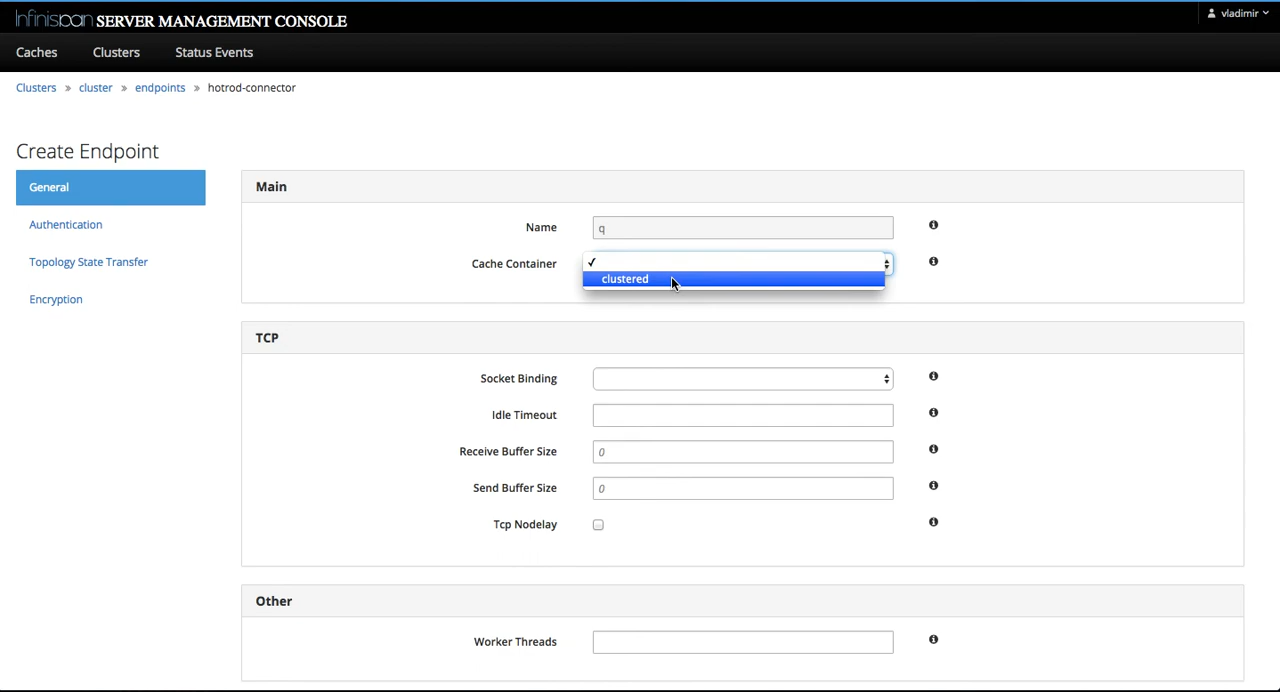 Infinispan SERVER MANAGEMENT CONSOLE
vladimir
Caches Clusters Status Events
Clusters » cluster » endpoints » hotrod-connector
Create Endpoint
General
Authentication
Topology State Transfer
Encryption
Main
Name q
Cache Container
✓
clustered
TCP
Socket Binding
Idle Timeout
Receive Buffer Size 0
Send Buffer Size 0
Tcp Nodelay
Other
Worker Threads